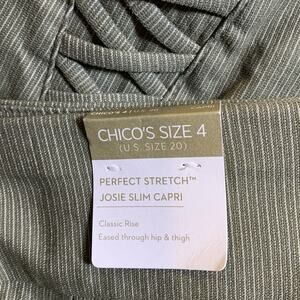 CHICO'S SIZE 4
(U.S. SIZE 20)
PERFECT STRETCH™
JOSIE SLIM CAPRI
Classic Rise
Eased through hip & thigh